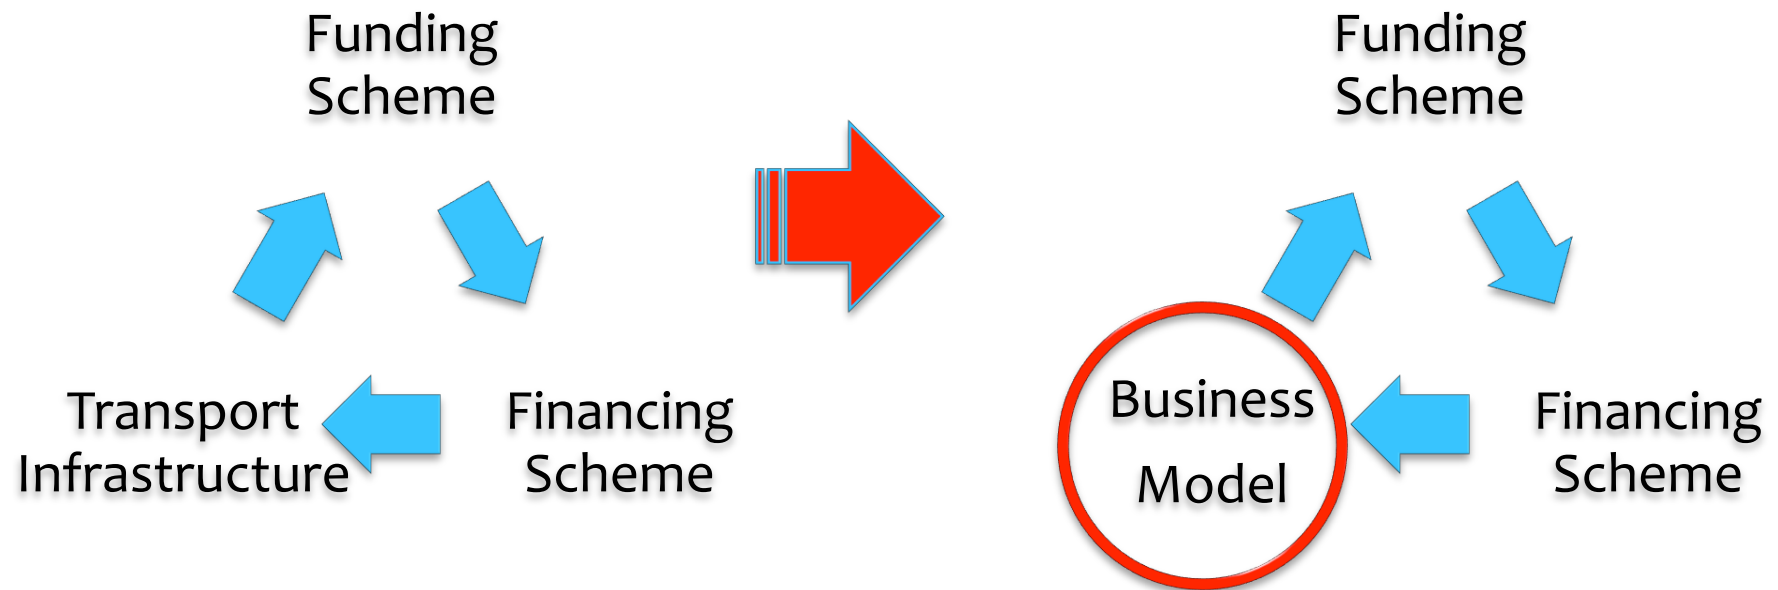 Funding
Scheme
Transport
Infrastructure
Financing
Scheme
Funding
Scheme
Business
Model
Financing
Scheme